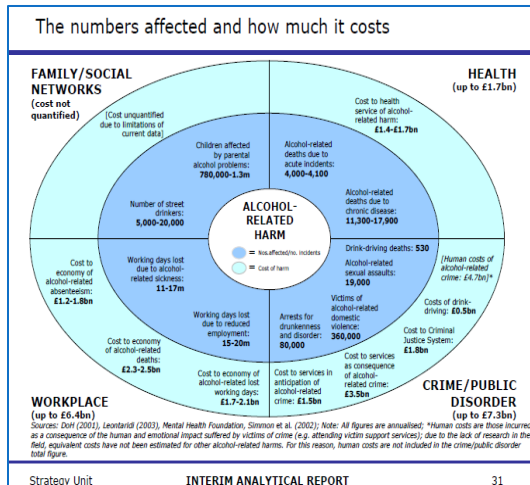 The numbers affected and how much it costs
FAMILY/SOCIAL
NETWORKS
(cost not
quantified)
HEALTH
(up to £1.7bn)
[Cost unquantified
due to limitations of
current data]
Cost to health
service of alcohol-
related harm:
£1.4-£1.7bn
Children affected
by parental
alcohol problems:
780,000-1.3m
Alcohol-related
deaths due to
acute incidents:
4,000-4,100
Number of street
drinkers:
5,000-20,000
Alcohol-related
deaths due to
chronic disease:
11,300-17,900
ALCOHOL-
RELATED
HARM
= Nos.affected/no. incidents
= Cost of harm
Cost to
economy of
alcohol-related
absenteeism:
£1.2-1.8bn
Working days lost
due to alcohol-
related sickness:
11-17m
Drink-driving deaths: 530
Alcohol-related
sexual assaults:
19,000
[Human costs
of alcohol-
related crime:
£4.7bn]*
Working days lost
due to reduced
employment:
15-20m
Arrests for
drunkenness
and disorder:
80,000
Victims of
alcohol-related
domestic
violence:
360,000
Costs of drink-
driving: £0.5bn
Cost to Criminal
Justice System:
£1.8bn
Cost to economy
of alcohol-related
deaths:
£2.3-2.5bn
Cost to economy of
alcohol-related lost
working days:
£1.7-2.1bn
Cost to services in
anticipation of
alcohol-related
crime: £1.5bn
Cost to services
as consequence
of alcohol-
related crime:
£3.5bn
WORKPLACE
(up to £6.4bn)
CRIME/PUBLIC
DISORDER
(up to £7.3bn)
Sources: DoH (2001), Leontaridi (2003), Mental Health Foundation, Simmon et al. (2002); Note: All figures are annualised; *Human costs are those incurred
as a consequence of the human and emotional impact suffered by victims of crime (e.g. attending victim support services); due to the lack of research in the
field, equivalent costs have not been estimated for other alcohol-related harms. For this reason, human costs are not included in the crime/public disorder
total figure.
Strategy Unit
INTERIM ANALYTICAL REPORT
31